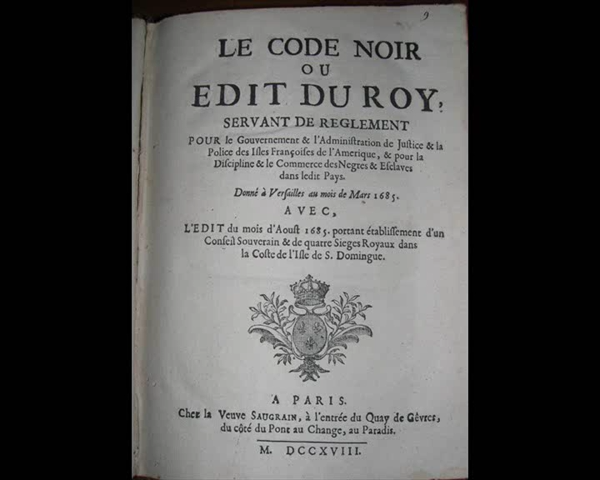 9
LE CODE NOIR
OU
EDIT DU ROY,
SERVANT DE REGLEMENT
POUR le Gouvernement & l'Adminiſtration de Juſtice & la
Police des Iſles Françoiſes de l'Amerique, & pour la
Diſcipline & le Commerce des Negres & Eſclaves
dans ledit Pays.
Donné à Verſailles au mois de Mars 1685.
AVEC,
L'EDIT du mois d'Aouſt 1685. portant établiſſement d'un
Conſeil Souverain & de quatre Sieges Royaux dans
la Coſte de l'Iſle de S. Domingue.
A PARIS.
Chez la Veuve SAUGRAIN, à l'entrée du Quay de Gêvres,
du côté du Pont au Change, au Paradis.
M. DCCXVIII.